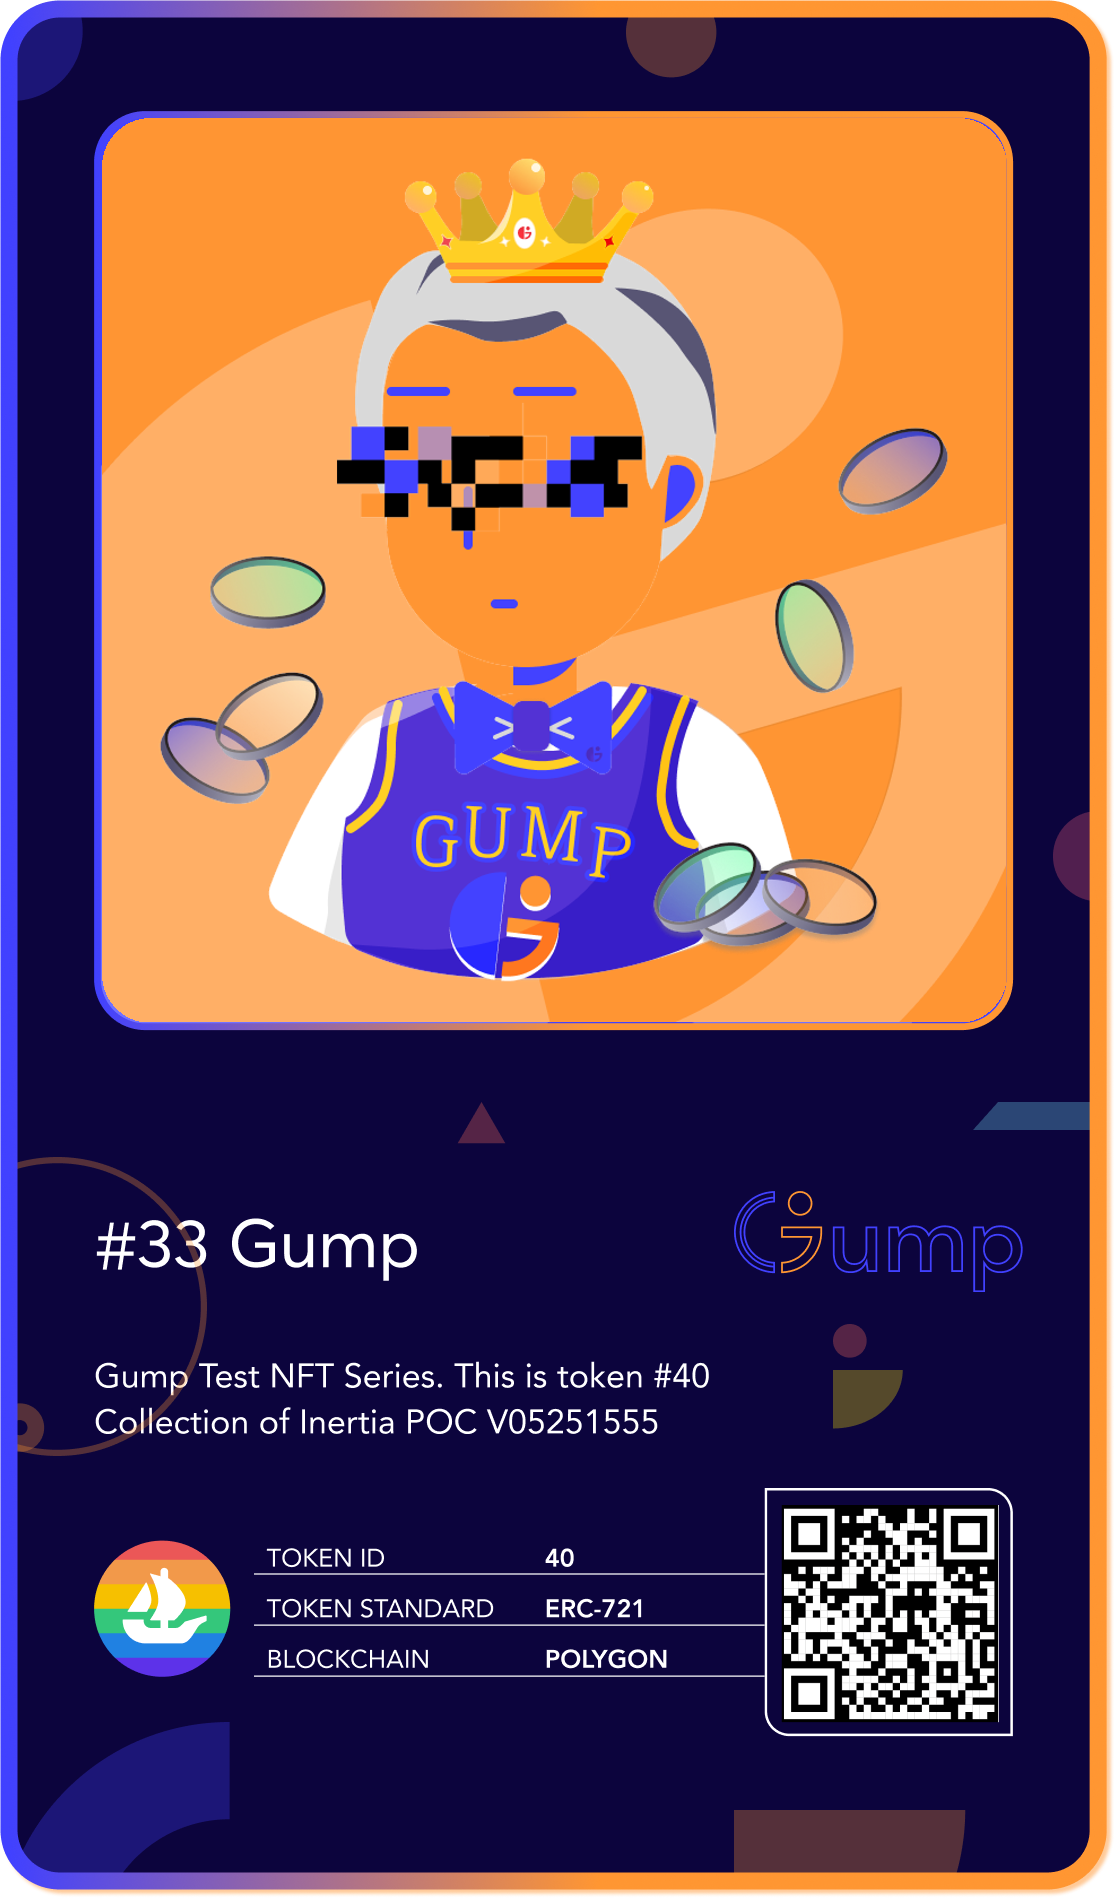 GUMP
#33 Gump
Gump
Gump Test NFT Series. This is token #40
Collection of Inertia POC V05251555
TOKEN ID 40
TOKEN STANDARD ERC-721
BLOCKCHAIN POLYGON